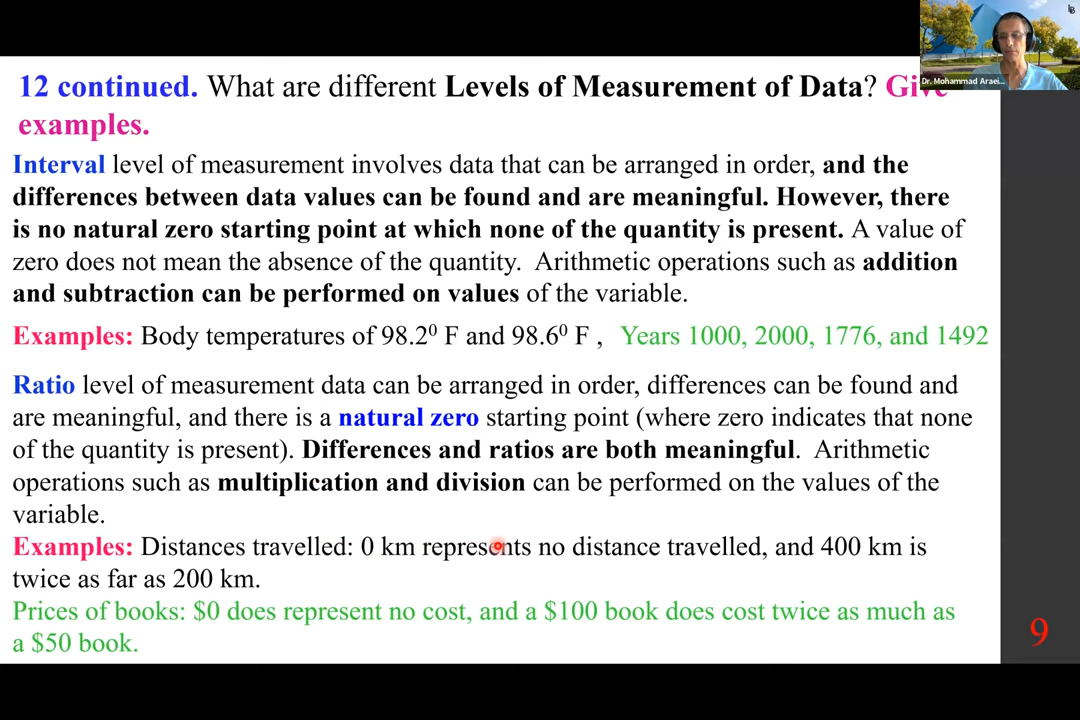 LB
Dr. Mohammad Araei...
12 continued. What are different Levels of Measurement of Data? Give
examples.
Interval level of measurement involves data that can be arranged in order, and the
differences between data values can be found and are meaningful. However, there
is no natural zero starting point at which none of the quantity is present. A value of
zero does not mean the absence of the quantity. Arithmetic operations such as addition
and subtraction can be performed on values of the variable.
Examples: Body temperatures of 98.2⁰ F and 98.6⁰ F , Years 1000, 2000, 1776, and 1492
Ratio level of measurement data can be arranged in order, differences can be found and
are meaningful, and there is a natural zero starting point (where zero indicates that none
of the quantity is present). Differences and ratios are both meaningful. Arithmetic
operations such as multiplication and division can be performed on the values of the
variable.
Examples: Distances travelled: 0 km represents no distance travelled, and 400 km is
twice as far as 200 km.
Prices of books: $0 does represent no cost, and a $100 book does cost twice as much as
a $50 book.
9